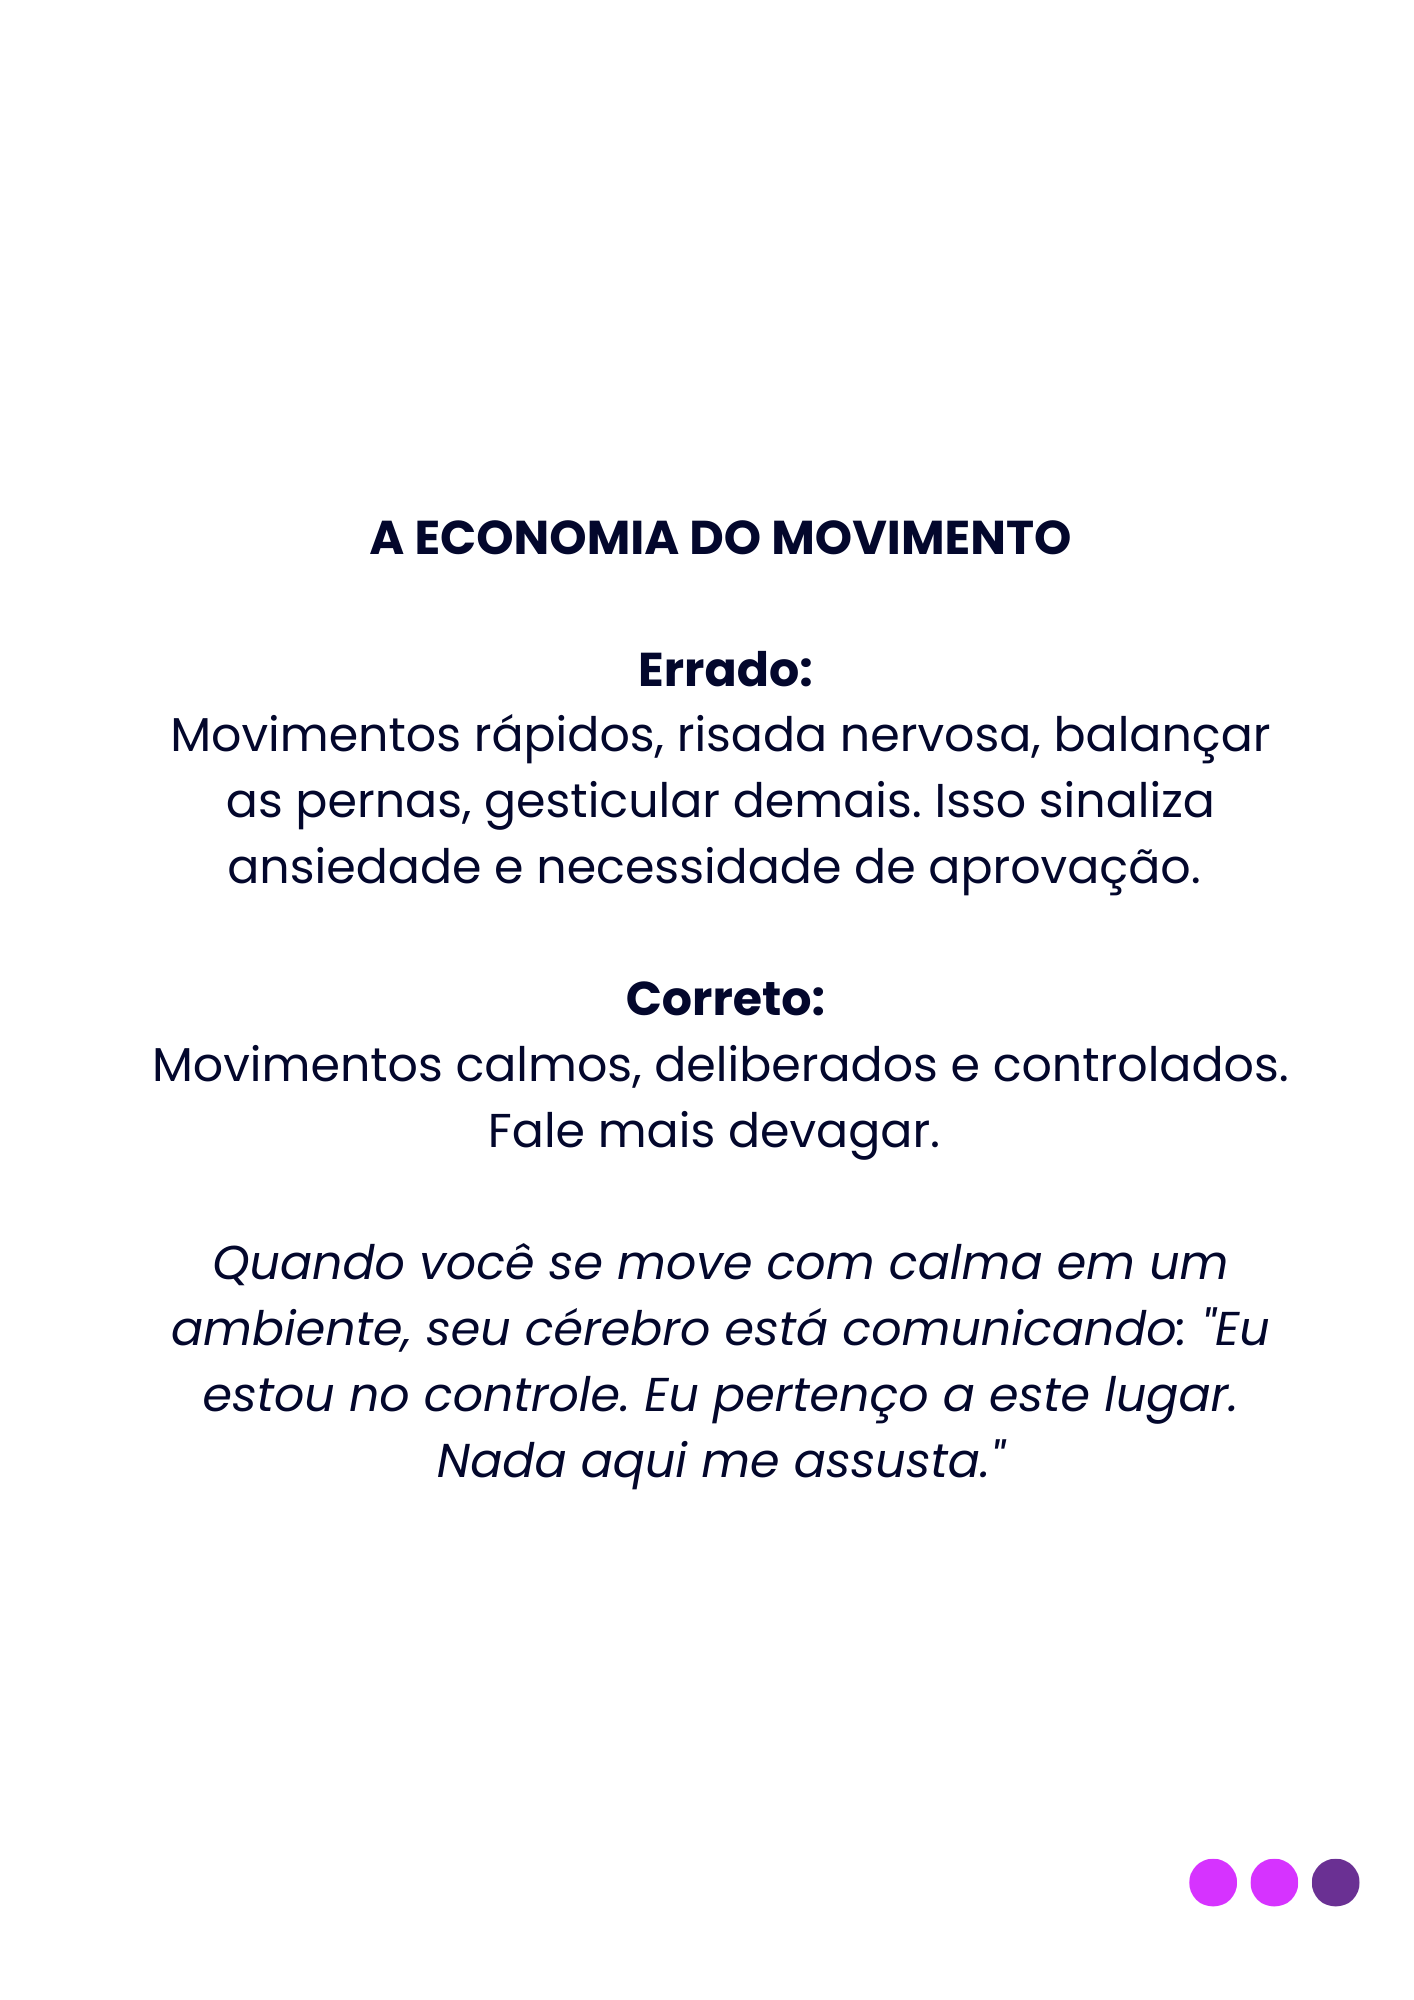 A ECONOMIA DO MOVIMENTO
Errado:
Movimentos rápidos, risada nervosa, balançar
as pernas, gesticular demais. Isso sinaliza
ansiedade e necessidade de aprovação.
Correto:
Movimentos calmos, deliberados e controlados.
Fale mais devagar.
Quando você se move com calma em um
ambiente, seu cérebro está comunicando: "Eu
estou no controle. Eu pertenço a este lugar.
Nada aqui me assusta."